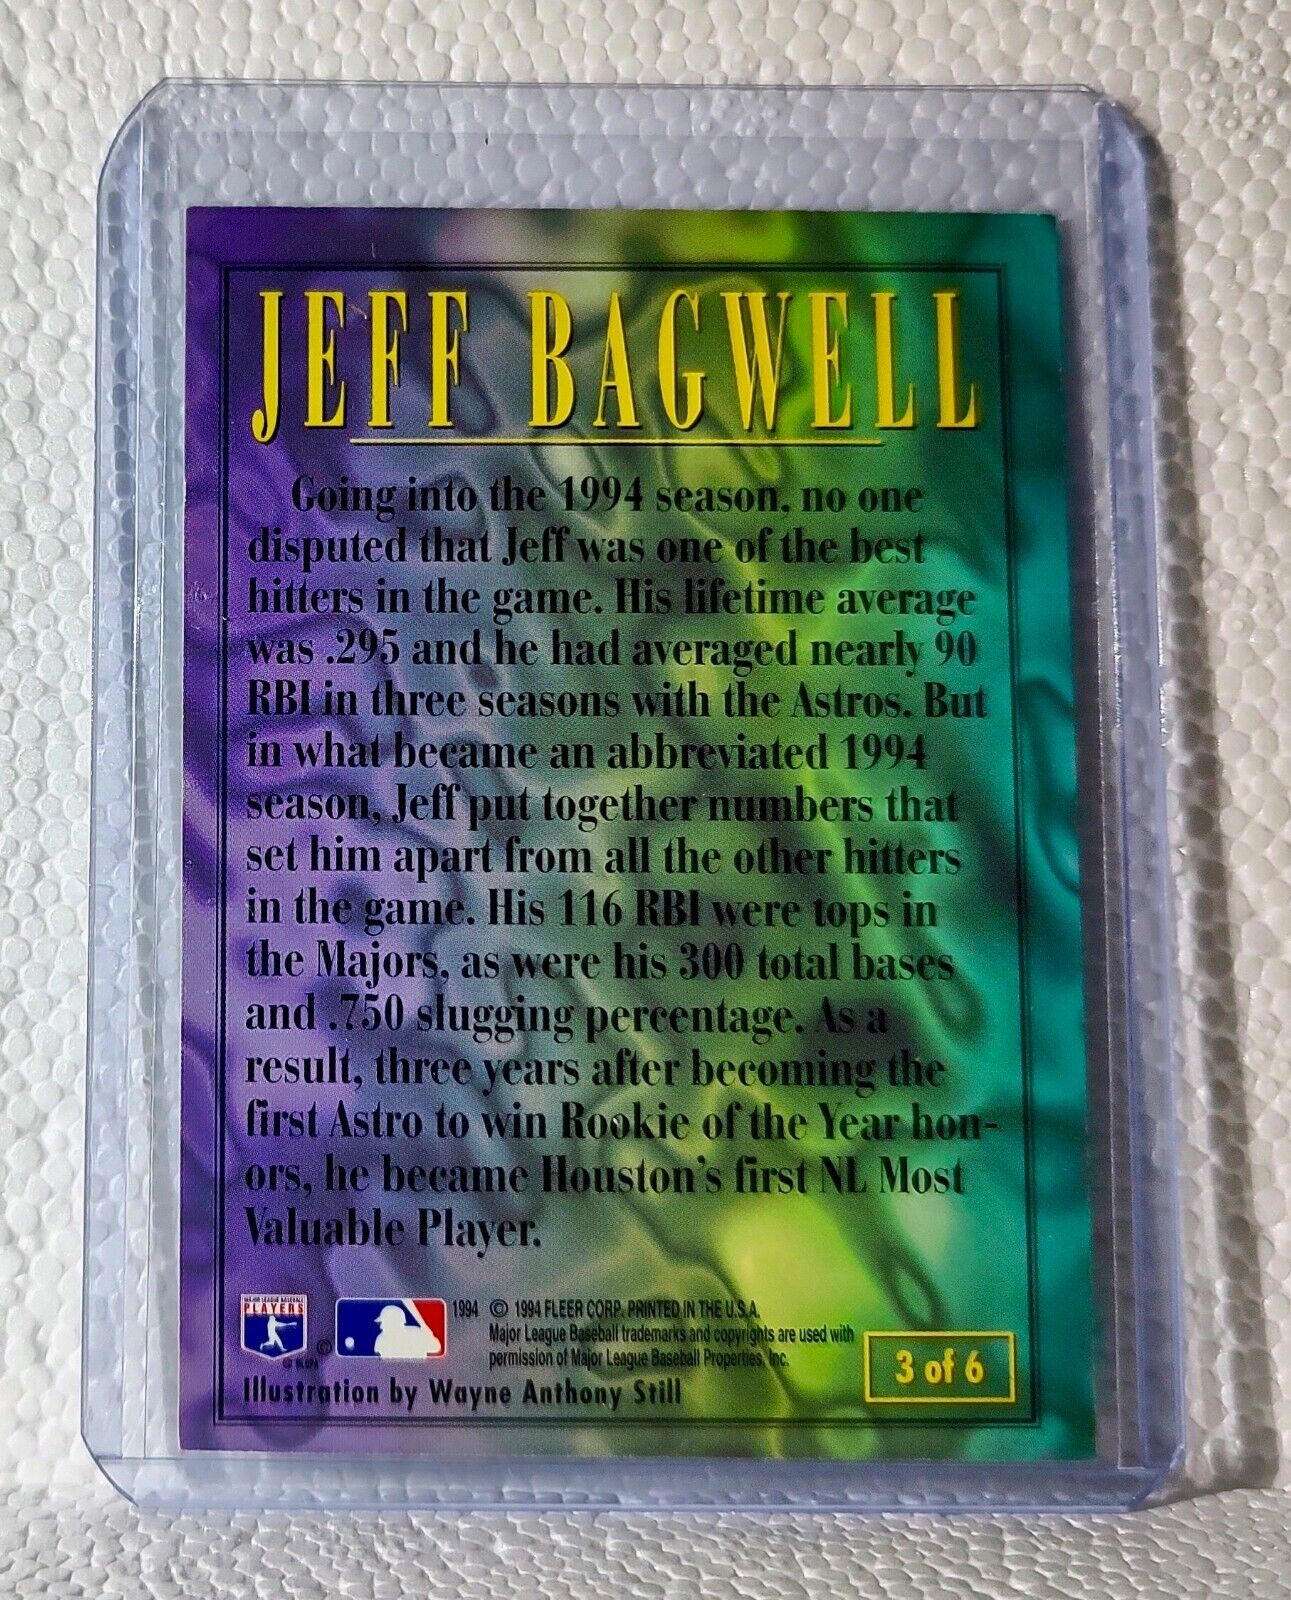 JEFF BAGWELL
Going into the 1994 season, no one
disputed that Jeff was one of the best
hitters in the game. His lifetime average
was .295 and he had averaged nearly 90
RBI in three seasons with the Astros. But
in what became an abbreviated 1994
season, Jeff put together numbers that
set him apart from all the other hitters
in the game. His 116 RBI were tops in
the Majors, as were his 300 total bases
and .750 slugging percentage. As a
result, three years after becoming the
first Astro to win Rookie of the Year hon-
ors, he became Houston's first NL Most
Valuable Player.
MAJOR LEAGUE BASEBALL
PLAYERS
© MLBPA
1994 © 1994 FLEER CORP. PRINTED IN THE U.S.A.
Major League Baseball trademarks and copyrights are used with
permission of Major League Baseball Properties, Inc.
3 of 6
Illustration by Wayne Anthony Still